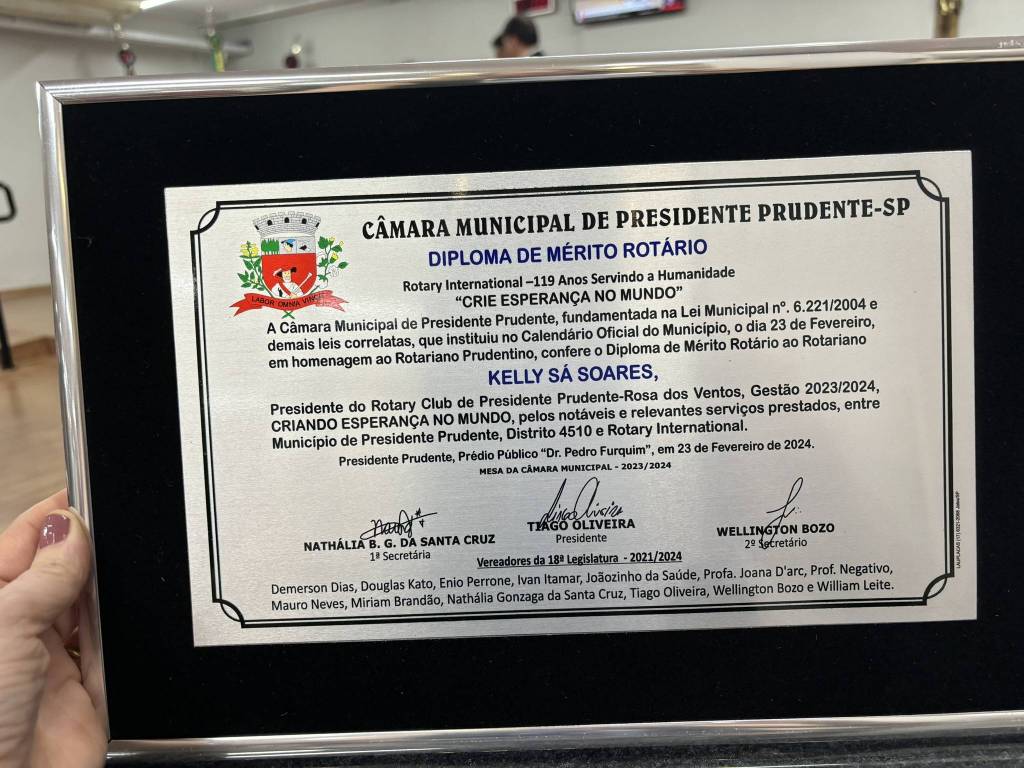 CÂMARA MUNICIPAL DE PRESIDENTE PRUDENTE-SP
DIPLOMA DE MÉRITO ROTÁRIO
Rotary International –119 Anos Servindo a Humanidade
“CRIE ESPERANÇA NO MUNDO”
LABOR OMNIA VINCIT
A Câmara Municipal de Presidente Prudente, fundamentada na Lei Municipal nº. 6.221/2004 e
demais leis correlatas, que instituiu no Calendário Oficial do Município, o dia 23 de Fevereiro,
em homenagem ao Rotariano Prudentino, confere o Diploma de Mérito Rotário ao Rotariano
KELLY SÁ SOARES,
Presidente do Rotary Club de Presidente Prudente-Rosa dos Ventos, Gestão 2023/2024,
CRIANDO ESPERANÇA NO MUNDO, pelos notáveis e relevantes serviços prestados, entre
Município de Presidente Prudente, Distrito 4510 e Rotary International.
Presidente Prudente, Prédio Público “Dr. Pedro Furquim”, em 23 de Fevereiro de 2024.
MESA DA CÂMARA MUNICIPAL - 2023/2024
NATHÁLIA B. G. DA SANTA CRUZ
1ª Secretária
TIAGO OLIVEIRA
Presidente
WELLINGTON BOZO
2º Secretário
Vereadores da 18ª Legislatura - 2021/2024
Demerson Dias, Douglas Kato, Enio Perrone, Ivan Itamar, Joãozinho da Saúde, Profa. Joana D'arc, Prof. Negativo,
Mauro Neves, Miriam Brandão, Nathália Gonzaga da Santa Cruz, Tiago Oliveira, Wellington Bozo e William Leite.